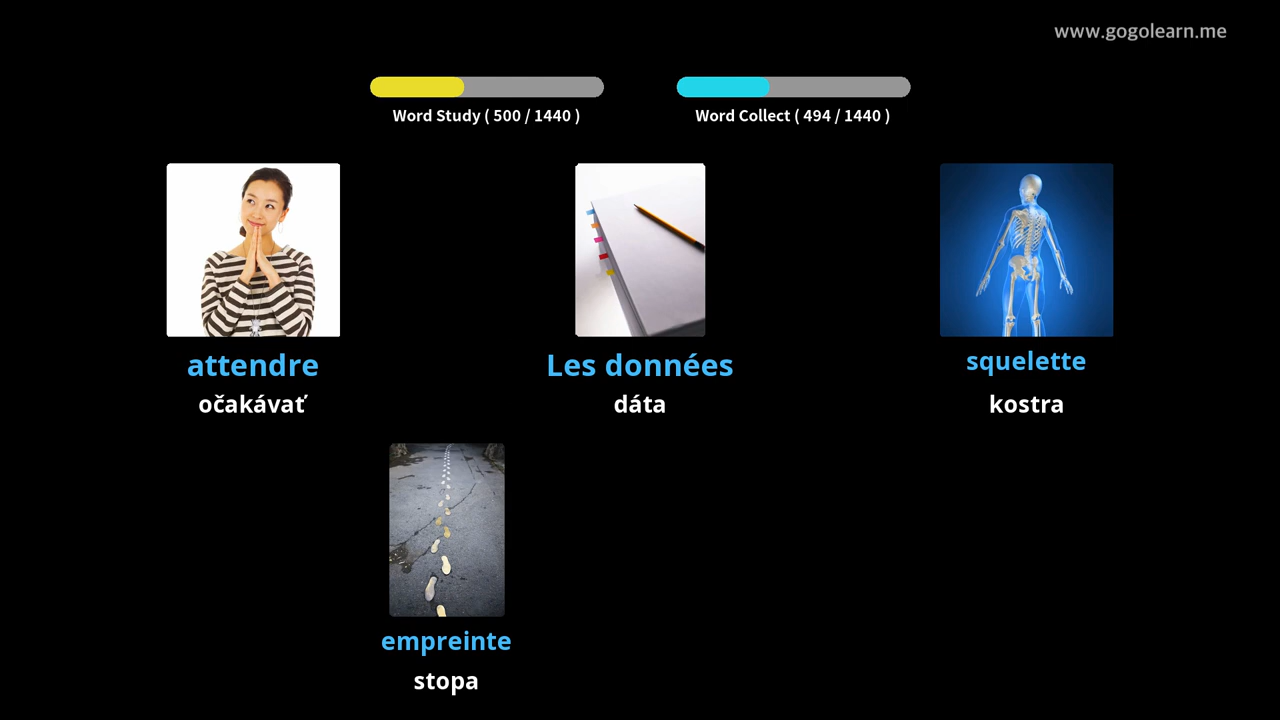 www.gogolearn.me
Word Study ( 500 / 1440 )
Word Collect ( 494 / 1440 )
attendre
očakávať
Les données
dáta
squelette
kostra
empreinte
stopa